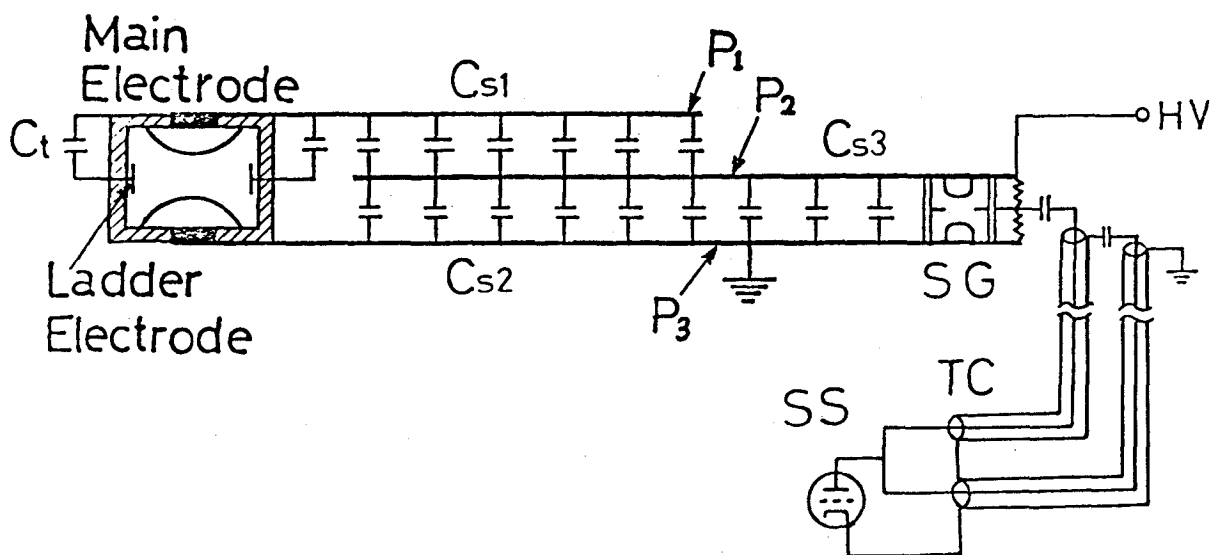 Main
Electrode
Ct
Cs1
P1
P2
Cs3
HV
Ladder
Electrode
Cs2
P3
SG
TC
SS